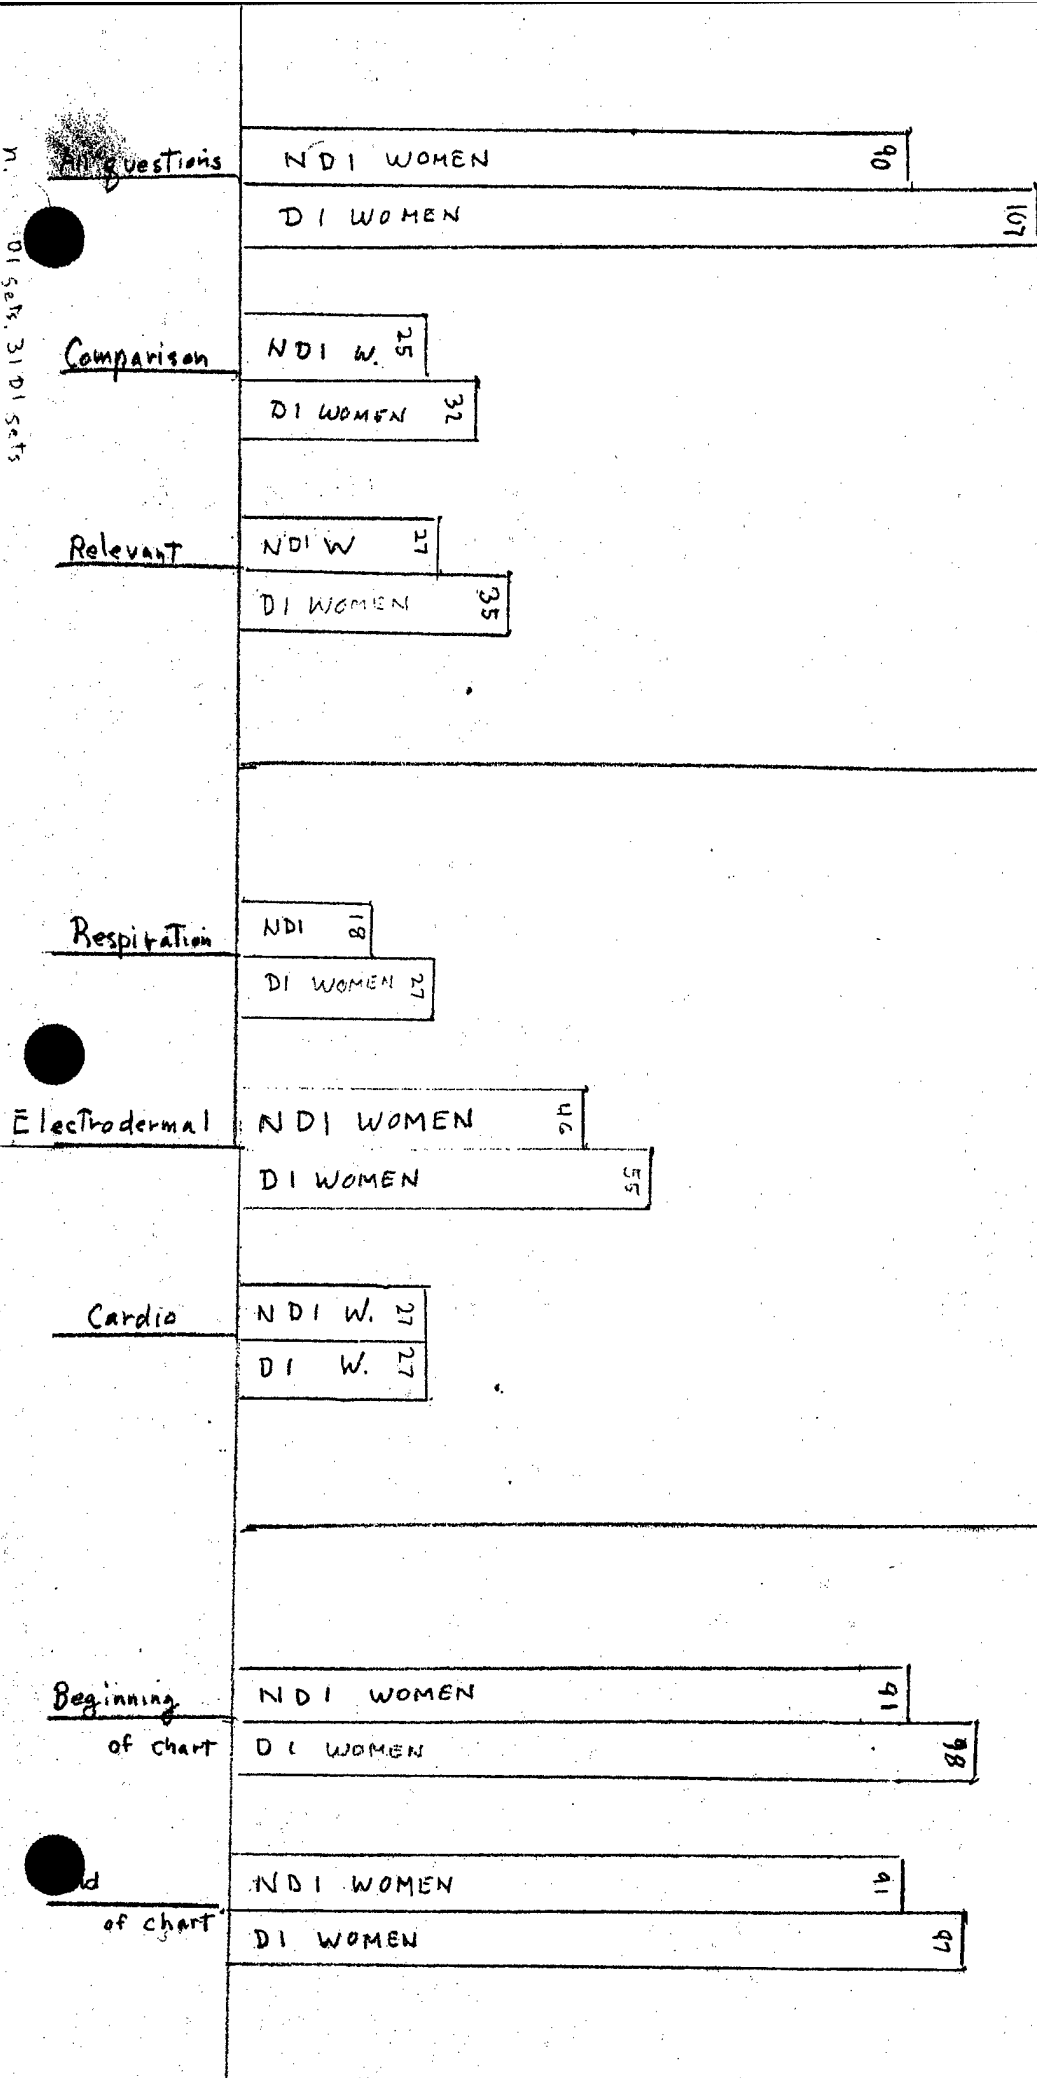 All questions
NDI WOMEN 90
DI WOMEN 107
Comparison
NDI W. 25
DI WOMEN 32
Relevant
NDI W 27
DI WOMEN 35
Respiration
NDI 18
DI WOMEN 27
Electrodermal
NDI WOMEN 46
DI WOMEN 55
Cardio
NDI W. 27
DI W. 27
Beginning
of chart
NDI WOMEN 91
DI WOMEN 98
of chart
NDI WOMEN 91
DI WOMEN 97
n. DI sets, 31 DI sets